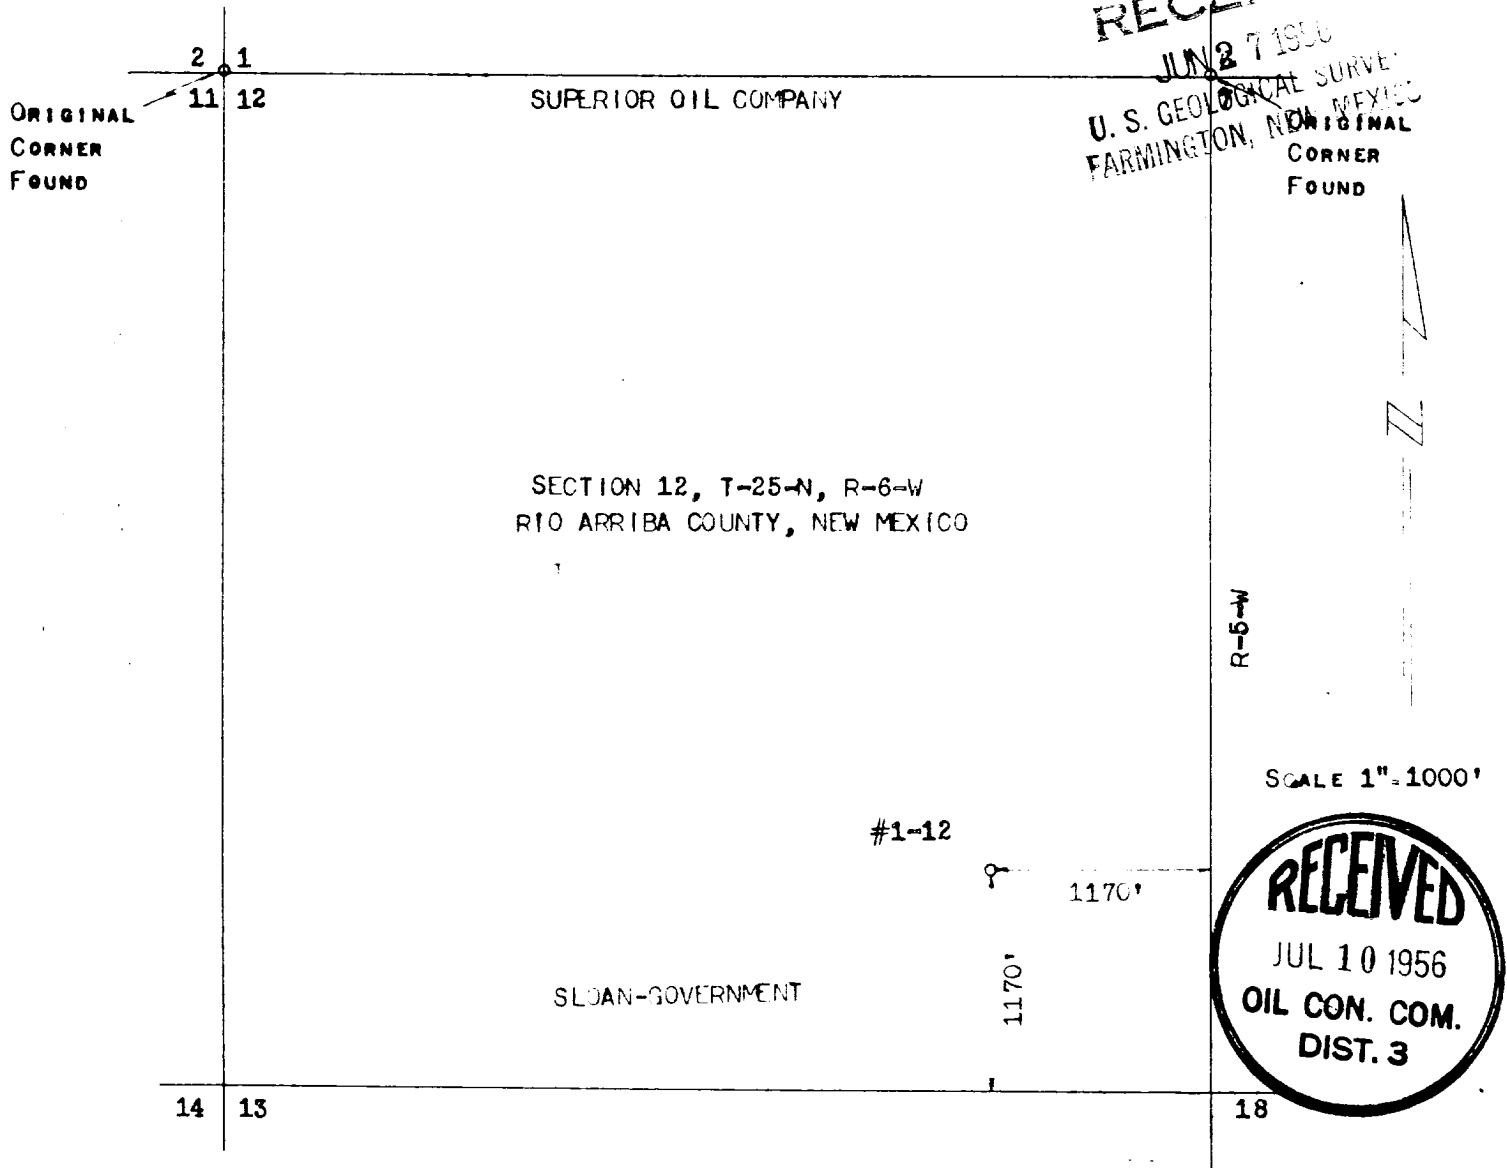 2 1
11 12
ORIGINAL
CORNER
FOUND
SUPERIOR OIL COMPANY
JUN 27 1956
U. S. GEOLOGICAL SURVEY
FARMINGTON, NEW MEXICO
ORIGINAL
CORNER
FOUND
N
SECTION 12, T-25-N, R-6-W
RIO ARRIBA COUNTY, NEW MEXICO
R-5-W
SCALE 1"=1000'
#1-12
1170'
1170'
SLOAN-GOVERNMENT
RECEIVED
JUL 10 1956
OIL CON. COM.
DIST. 3
14 13
18